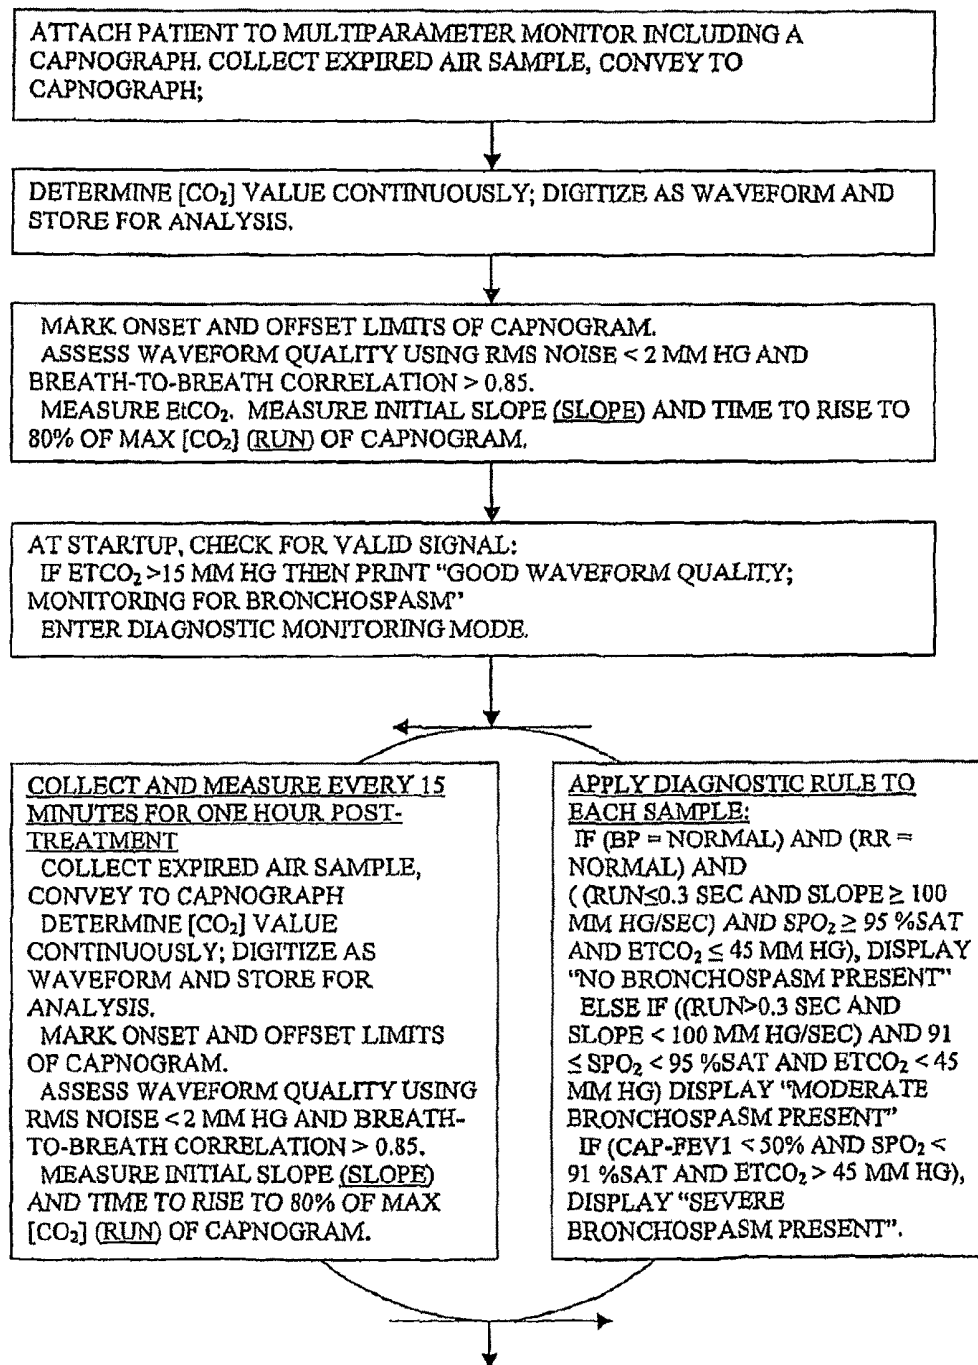 ATTACH PATIENT TO MULTIPARAMETER MONITOR INCLUDING A
CAPNOGRAPH. COLLECT EXPIRED AIR SAMPLE, CONVEY TO
CAPNOGRAPH;
DETERMINE [CO₂] VALUE CONTINUOUSLY; DIGITIZE AS WAVEFORM AND
STORE FOR ANALYSIS.
MARK ONSET AND OFFSET LIMITS OF CAPNOGRAM.
ASSESS WAVEFORM QUALITY USING RMS NOISE < 2 MM HG AND
BREATH-TO-BREATH CORRELATION > 0.85.
MEASURE EtCO₂. MEASURE INITIAL SLOPE (SLOPE) AND TIME TO RISE TO
80% OF MAX [CO₂] (RUN) OF CAPNOGRAM.
AT STARTUP, CHECK FOR VALID SIGNAL:
IF ETCO₂ >15 MM HG THEN PRINT “GOOD WAVEFORM QUALITY;
MONITORING FOR BRONCHOSPASM”
ENTER DIAGNOSTIC MONITORING MODE.
COLLECT AND MEASURE EVERY 15
MINUTES FOR ONE HOUR POST-
TREATMENT
COLLECT EXPIRED AIR SAMPLE,
CONVEY TO CAPNOGRAPH
DETERMINE [CO₂] VALUE
CONTINUOUSLY; DIGITIZE AS
WAVEFORM AND STORE FOR
ANALYSIS.
MARK ONSET AND OFFSET LIMITS
OF CAPNOGRAM.
ASSESS WAVEFORM QUALITY USING
RMS NOISE < 2 MM HG AND BREATH-
TO-BREATH CORRELATION > 0.85.
MEASURE INITIAL SLOPE (SLOPE)
AND TIME TO RISE TO 80% OF MAX
[CO₂] (RUN) OF CAPNOGRAM.
APPLY DIAGNOSTIC RULE TO
EACH SAMPLE:
IF (BP = NORMAL) AND (RR =
NORMAL) AND
( (RUN≤0.3 SEC AND SLOPE ≥ 100
MM HG/SEC) AND SPO₂ ≥ 95 %SAT
AND ETCO₂ ≤ 45 MM HG), DISPLAY
“NO BRONCHOSPASM PRESENT”
ELSE IF ((RUN>0.3 SEC AND
SLOPE < 100 MM HG/SEC) AND 91
≤ SPO₂ < 95 %SAT AND ETCO₂ < 45
MM HG) DISPLAY “MODERATE
BRONCHOSPASM PRESENT”
IF (CAP-FEV1 < 50% AND SPO₂ <
91 %SAT AND ETCO₂ > 45 MM HG),
DISPLAY “SEVERE
BRONCHOSPASM PRESENT”.